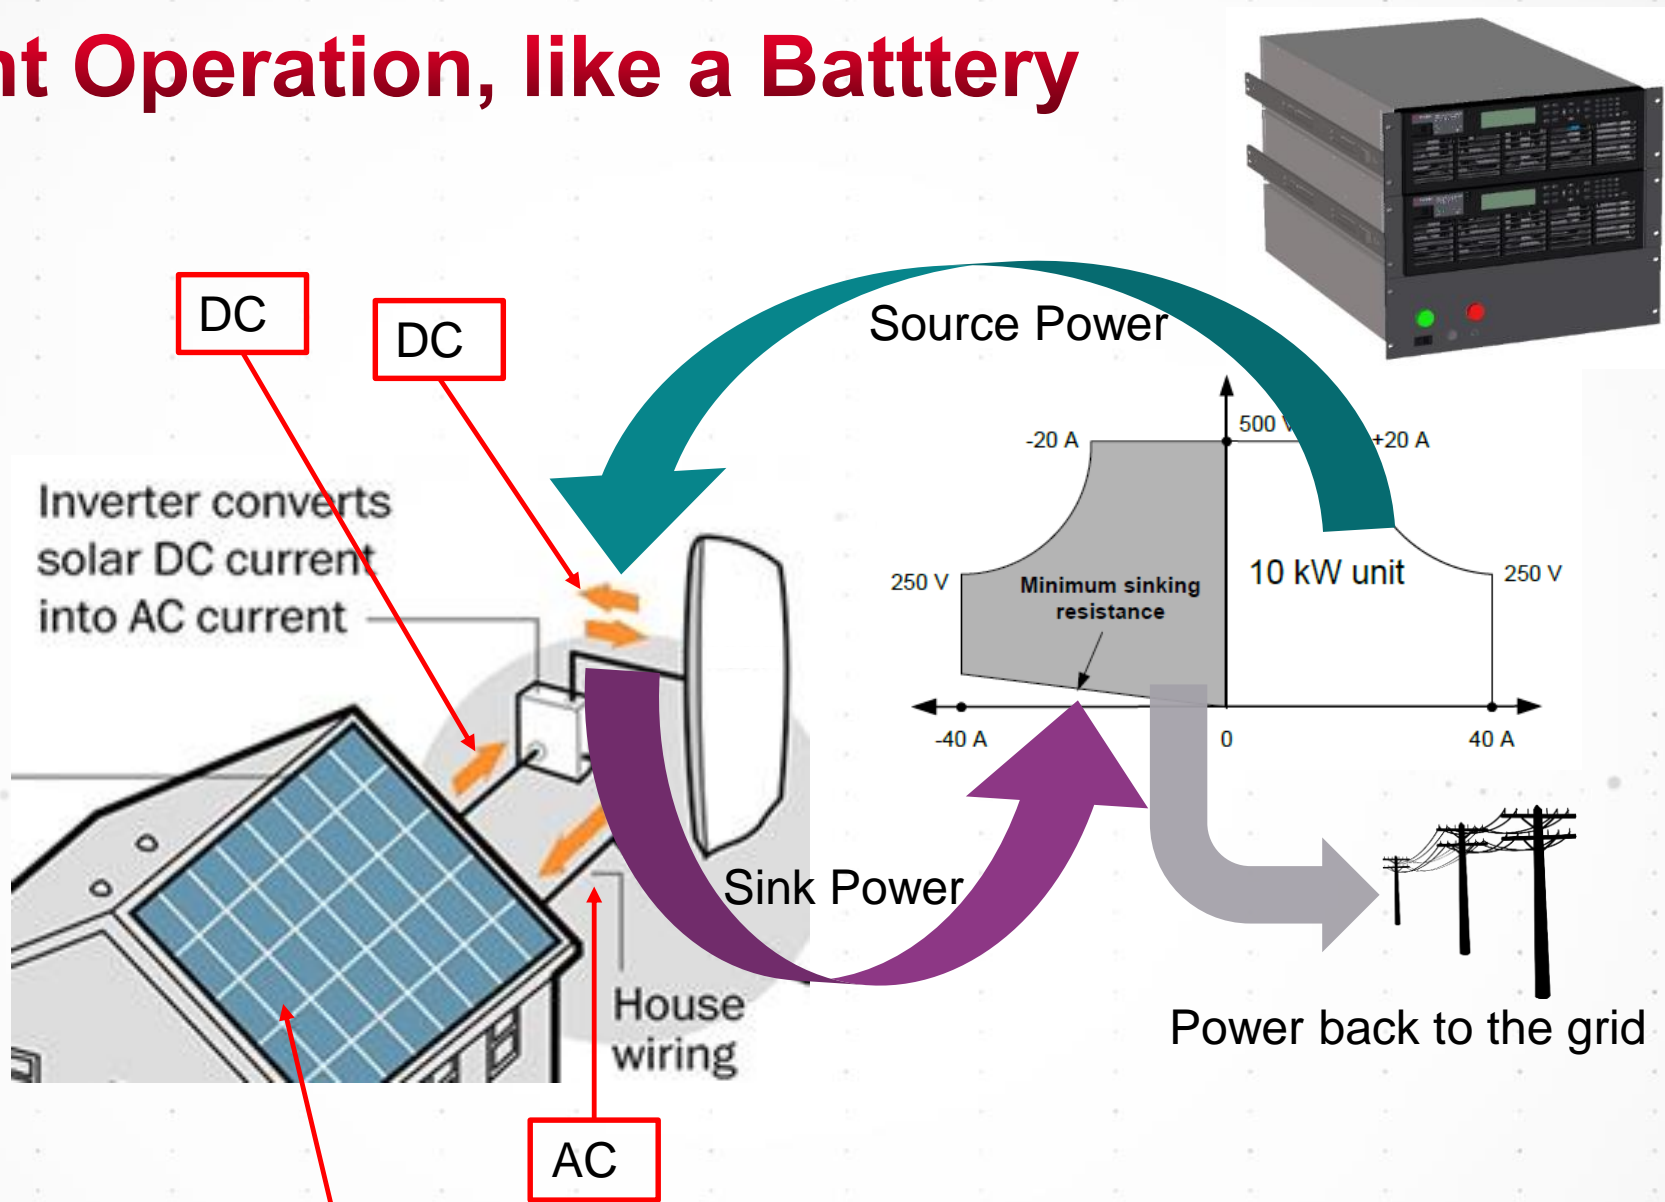 nt Operation, like a Batttery
DC
DC
Source Power
500 V
-20 A
+20 A
Inverter converts
solar DC current
into AC current
250 V
Minimum sinking
resistance
10 kW unit
250 V
-40 A
0
40 A
Sink Power
House
wiring
Power back to the grid
AC